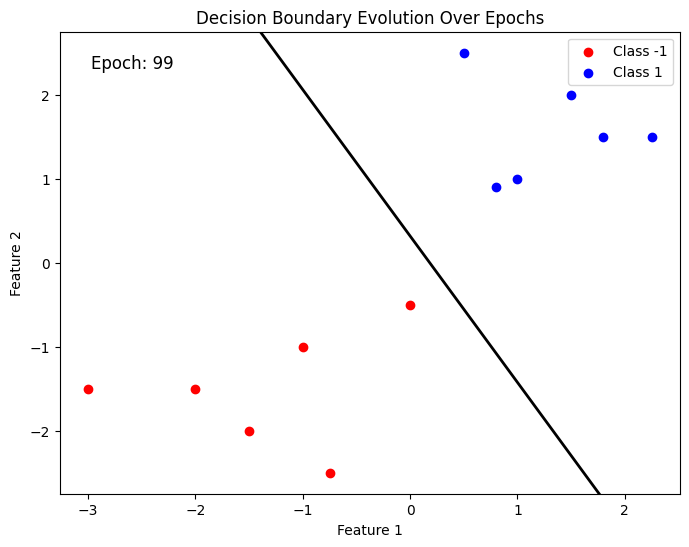 Decision Boundary Evolution Over Epochs
Epoch: 99
Class -1
Class 1
Feature 2
2
1
0
−1
−2
−3
−2
−1
0
1
2
Feature 1